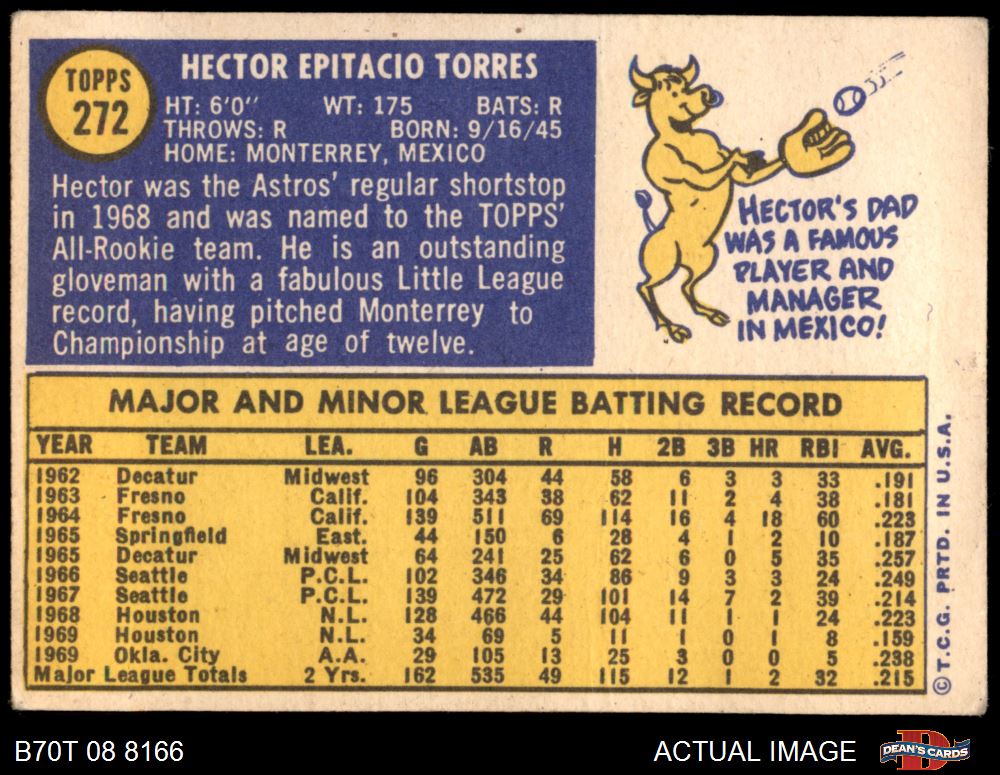 TOPPS
272
HECTOR EPITACIO TORRES
HT: 6'0" WT: 175 BATS: R
THROWS: R BORN: 9/16/45
HOME: MONTERREY, MEXICO
Hector was the Astros' regular shortstop
in 1968 and was named to the TOPPS'
All-Rookie team. He is an outstanding
gloveman with a fabulous Little League
record, having pitched Monterrey to
Championship at age of twelve.
HECTOR'S DAD
WAS A FAMOUS
PLAYER AND
MANAGER
IN MEXICO!
MAJOR AND MINOR LEAGUE BATTING RECORD
YEAR TEAM LEA. G AB R H 2B 3B HR RBI AVG.
1962 Decatur Midwest 96 304 44 58 6 3 3 33 .191
1963 Fresno Calif. 104 343 38 62 11 2 4 38 .181
1964 Fresno Calif. 139 511 69 114 16 4 18 60 .223
1965 Springfield East. 44 150 6 28 4 1 2 10 .187
1965 Decatur Midwest 64 241 25 62 6 0 5 35 .257
1966 Seattle P.C.L. 102 346 34 86 9 3 3 24 .249
1967 Seattle P.C.L. 139 472 29 101 14 7 2 39 .214
1968 Houston N.L. 128 466 44 104 11 1 1 24 .223
1969 Houston N.L. 34 69 5 11 1 0 1 8 .159
1969 Okla. City A.A. 29 105 13 25 3 0 0 5 .238
Major League Totals 2 Yrs. 162 535 49 115 12 1 2 32 .215
© T.C.G. PRTD. IN U.S.A.
B70T 08 8166 ACTUAL IMAGE
D
DEAN'S CARDS